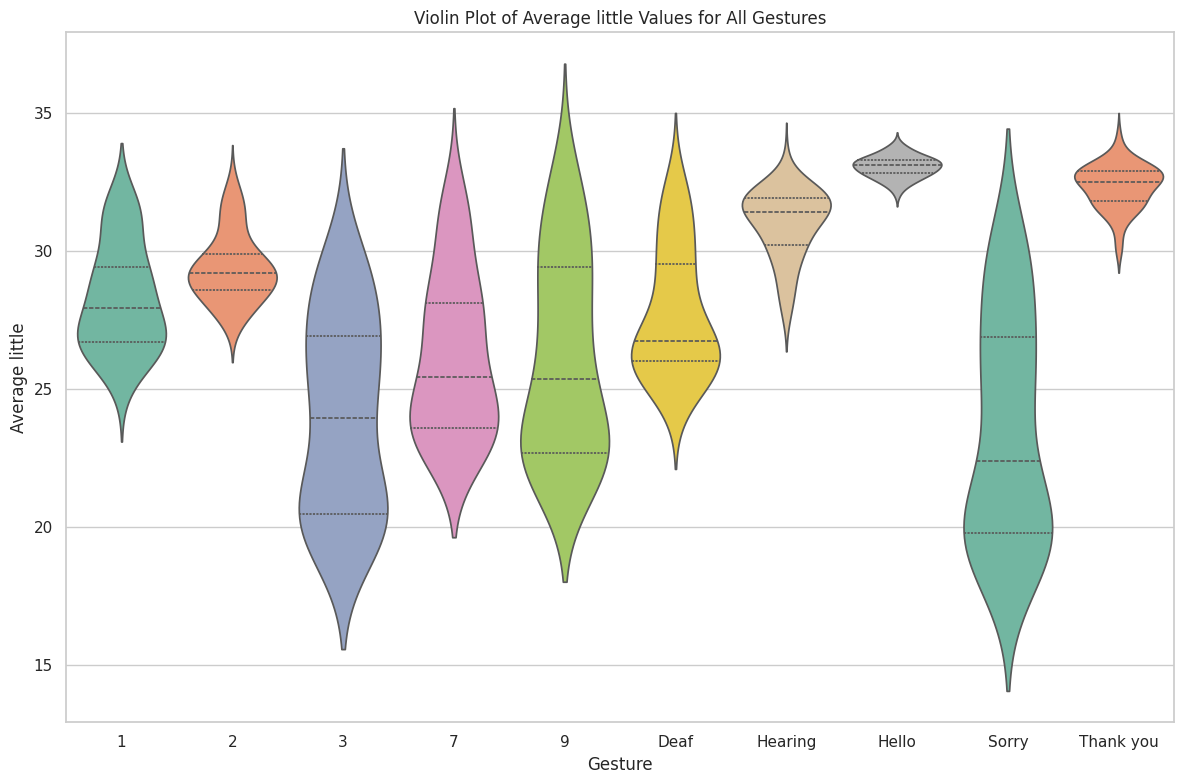 Violin Plot of Average little Values for All Gestures
Average little
35
30
25
20
15
1 2 3 7 9 Deaf Hearing Hello Sorry Thank you
Gesture